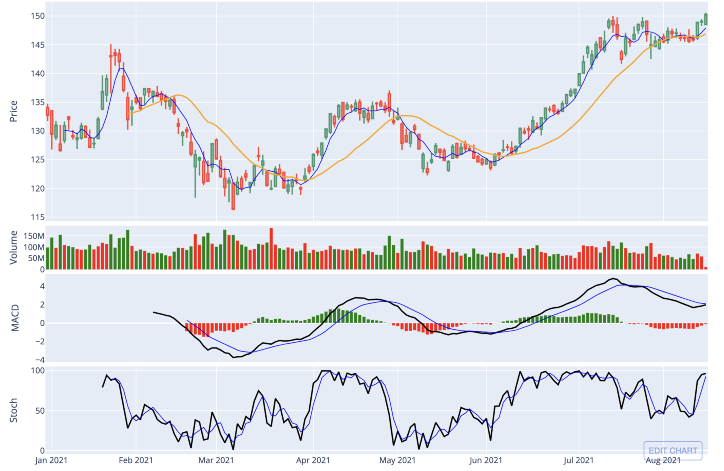 Price
150
145
140
135
130
125
120
115
Volume
150M
100M
50M
0
MACD
4
2
0
−2
−4
Stoch
100
50
0
Jan 2021 Feb 2021 Mar 2021 Apr 2021 May 2021 Jun 2021 Jul 2021 Aug 2021
EDIT CHART